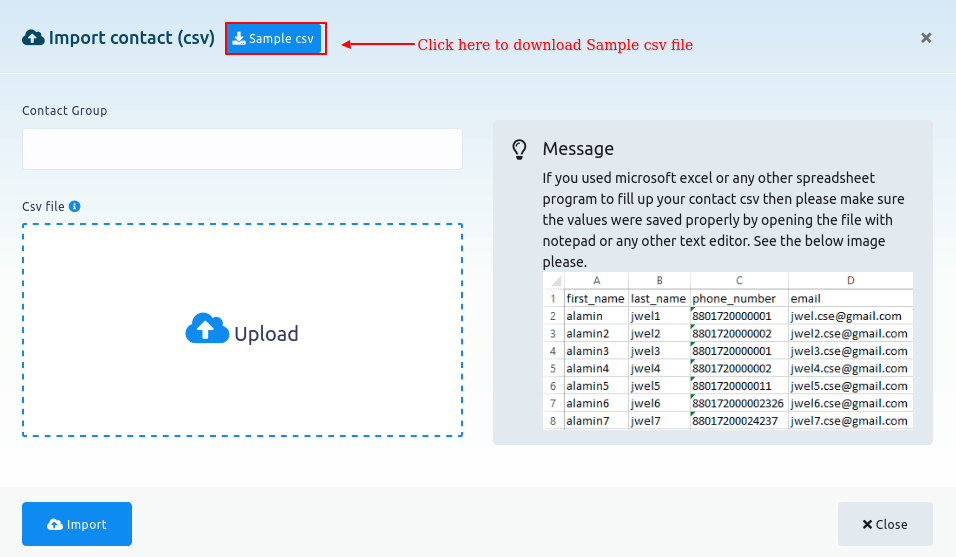 Import contact (csv)
Sample csv
Click here to download Sample csv file
×
Contact Group
Csv file
Upload
Message
If you used microsoft excel or any other spreadsheet
program to fill up your contact csv then please make sure
the values were saved properly by opening the file with
notepad or any other text editor. See the below image
please.
A B C D
1 first_name last_name phone_number email
2 alamin jwel1 8801720000001 jwel.cse@gmail.com
3 alamin2 jwel2 8801720000002 jwel2.cse@gmail.com
4 alamin3 jwel3 8801720000001 jwel3.cse@gmail.com
5 alamin4 jwel4 8801720000002 jwel4.cse@gmail.com
6 alamin5 jwel5 8801720000011 jwel5.cse@gmail.com
7 alamin6 jwel6 880172000002326 jwel6.cse@gmail.com
8 alamin7 jwel7 88017200024237 jwel7.cse@gmail.com
Import
Close